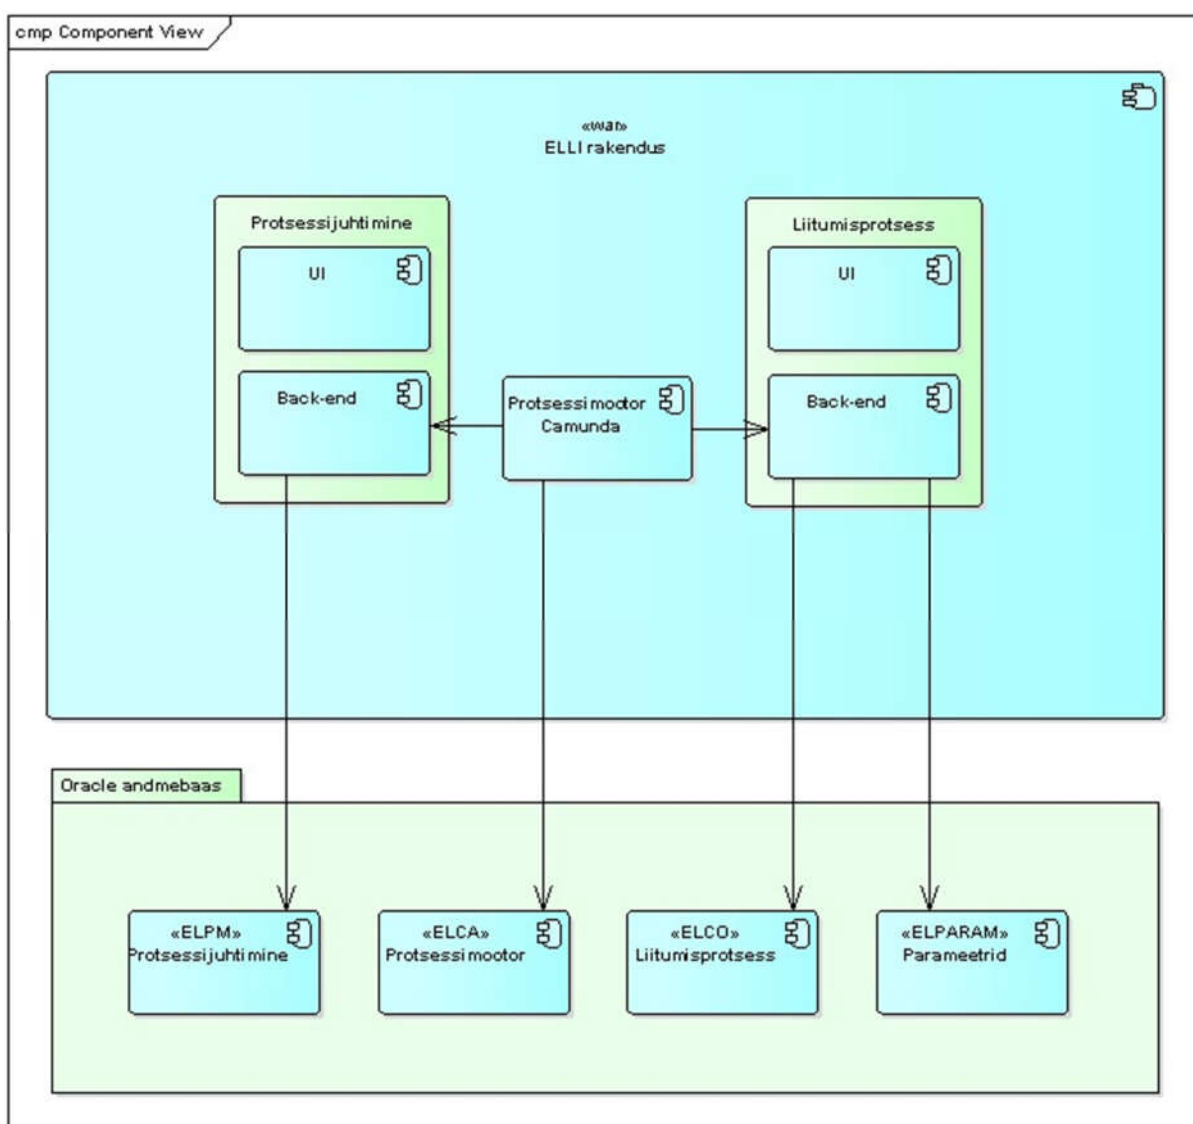 cmp Component View
«war»
ELLI rakendus
Protsessijuhtimine
UI
Back-end
Protsessimootor
Camunda
Liitumisprotsess
UI
Back-end
Oracle andmebaas
«ELPM»
Protsessijuhtimine
«ELCA»
Protsessimootor
«ELCO»
Liitumisprotsess
«ELPARAM»
Parameetrid